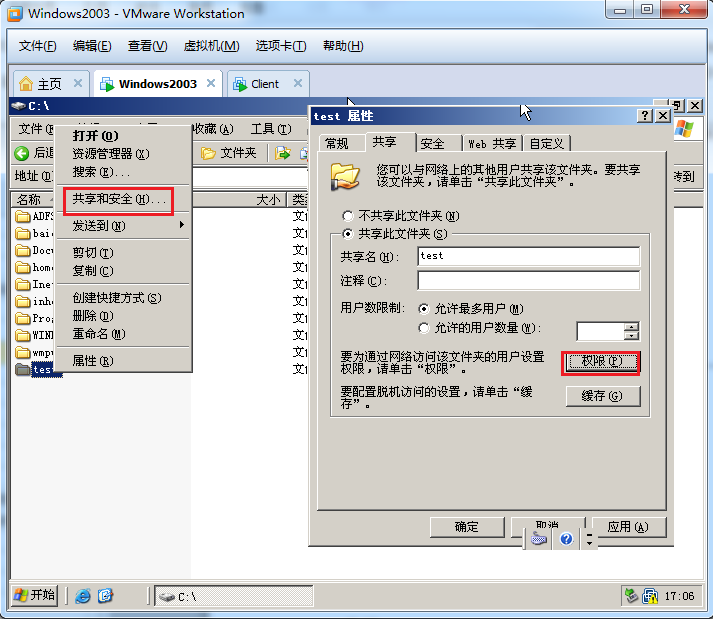 Windows2003 - VMware Workstation
文件(F) 编辑(E) 查看(V) 虚拟机(M) 选项卡(T) 帮助(H)
主页 Windows2003 Client
C:\
文件(F 收藏(A) 工具(T)
后退 文件夹
地址(D 转到
名称 大小 类
ADFS 文
baid 文
Docu 文
home 文
Inet 文
inhc 文
Prog 文
WIND 文
wmpu 文
test 文
打开(O)
资源管理器(X)
搜索(E)...
共享和安全(H)...
发送到(N)
剪切(T)
复制(C)
创建快捷方式(S)
删除(D)
重命名(M)
属性(R)
test 属性
常规 共享 安全 Web 共享 自定义
您可以与网络上的其他用户共享该文件夹。要共享
该文件夹，请单击“共享此文件夹”。
不共享此文件夹(N)
共享此文件夹(S)
共享名(H): test
注释(C):
用户数限制: 允许最多用户(M)
允许的用户数量(W):
要为通过网络访问该文件夹的用户设置
权限，请单击“权限”。
权限(P)
要配置脱机访问的设置，请单击“缓
存”。
缓存(G)
确定 取消 应用(A)
开始 C:\ 17:06